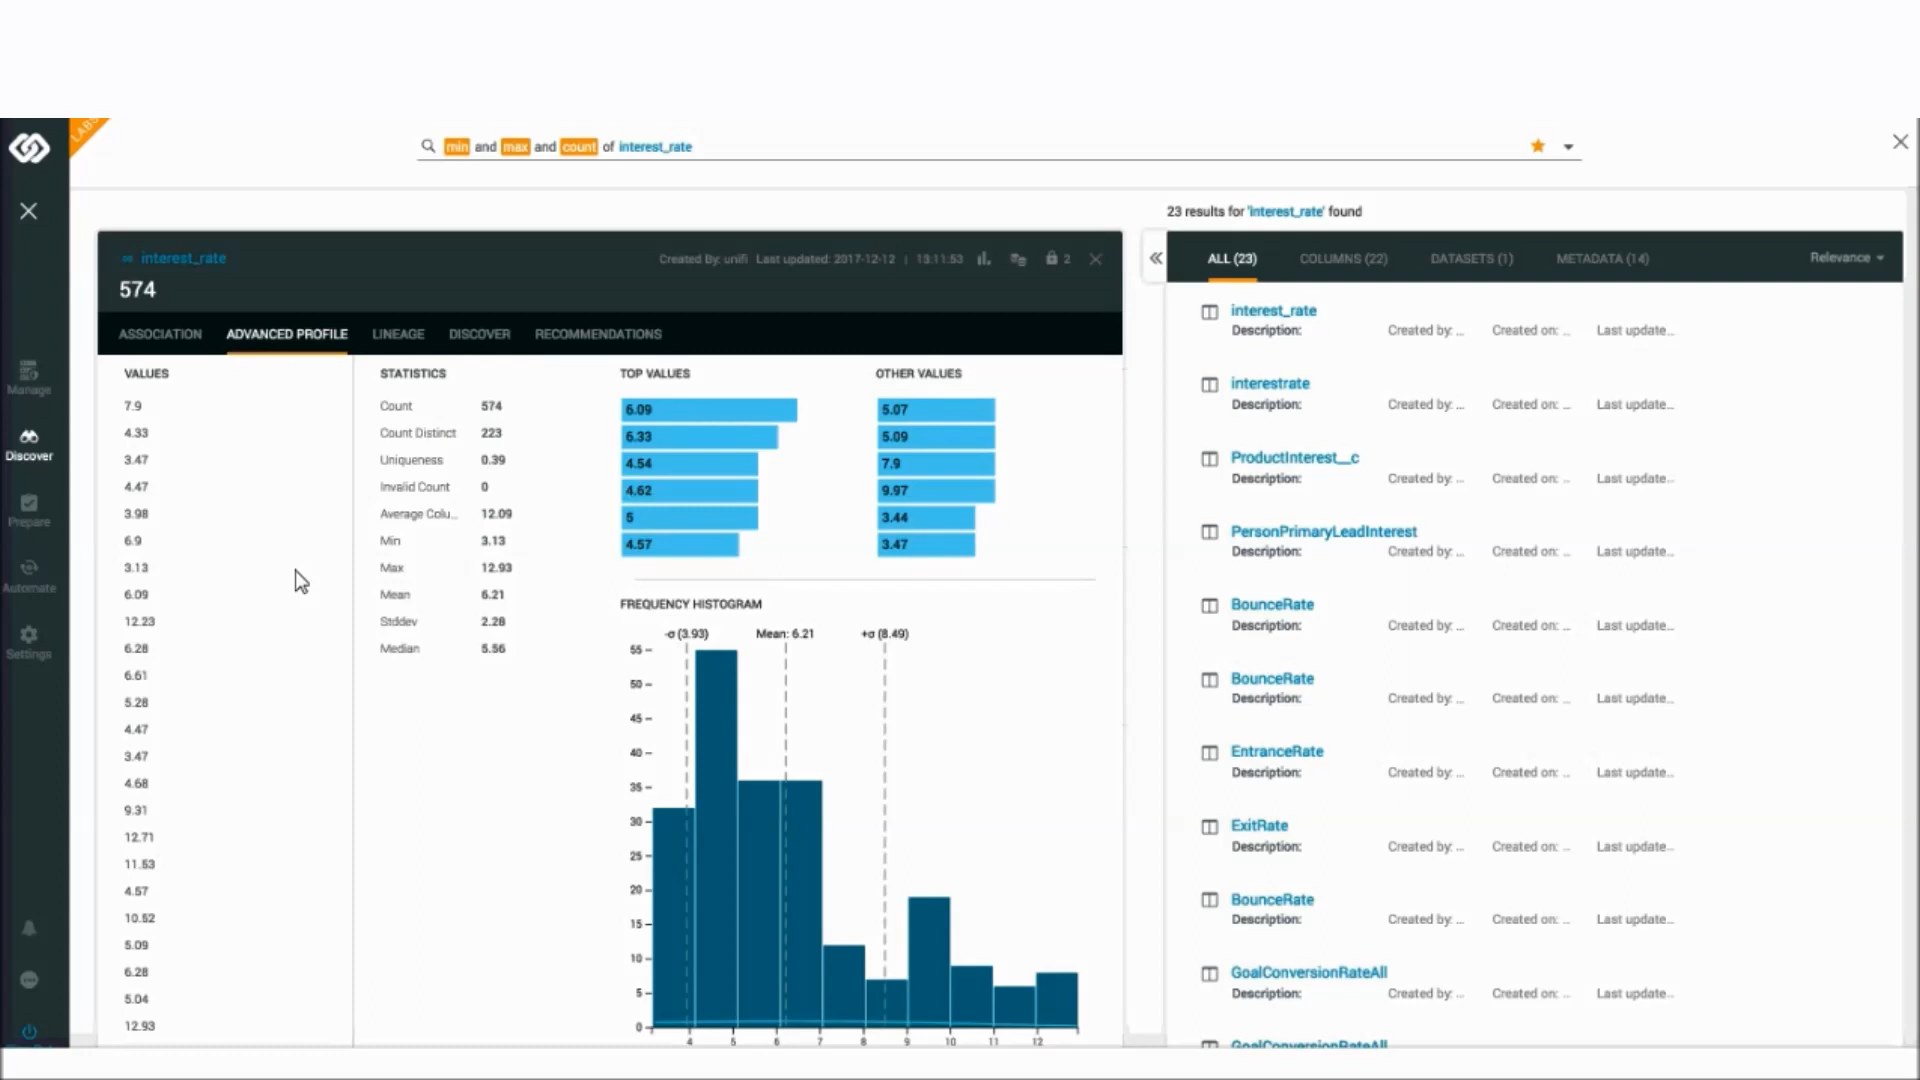 LABS
min and max and count of interest_rate
23 results for 'interest_rate' found
interest_rate
Created By: unifi Last updated: 2017-12-12 | 13:11:53
2
574
ASSOCIATION ADVANCED PROFILE LINEAGE DISCOVER RECOMMENDATIONS
Manage
Discover
Prepare
Automate
Settings
VALUES
7.9
4.33
3.47
4.47
3.98
6.9
3.13
6.09
12.23
6.28
6.61
5.28
4.47
3.47
4.68
9.31
12.71
11.53
4.57
10.52
5.09
6.28
5.04
12.93
STATISTICS
Count 574
Count Distinct 223
Uniqueness 0.39
Invalid Count 0
Average Colu... 12.09
Min 3.13
Max 12.93
Mean 6.21
Stddev 2.28
Median 5.56
TOP VALUES
6.09
6.33
4.54
4.62
5
4.57
OTHER VALUES
5.07
5.09
7.9
9.97
3.44
3.47
FREQUENCY HISTOGRAM
-σ (3.93) Mean: 6.21 +σ (8.49)
55
50
45
40
35
30
25
20
15
10
5
0
4 5 6 7 8 9 10 11 12
ALL (23) COLUMNS (22) DATASETS (1) METADATA (14) Relevance
interest_rate
Description: Created by: ... Created on: ... Last update...
interestrate
Description: Created by: ... Created on: ... Last update...
ProductInterest__c
Description: Created by: ... Created on: ... Last update...
PersonPrimaryLeadInterest
Description: Created by: ... Created on: ... Last update...
BounceRate
Description: Created by: ... Created on: ... Last update...
BounceRate
Description: Created by: ... Created on: ... Last update...
EntranceRate
Description: Created by: ... Created on: ... Last update...
ExitRate
Description: Created by: ... Created on: ... Last update...
BounceRate
Description: Created by: ... Created on: ... Last update...
GoalConversionRateAll
Description: Created by: ... Created on: ... Last update...
GoalConversionRateAll